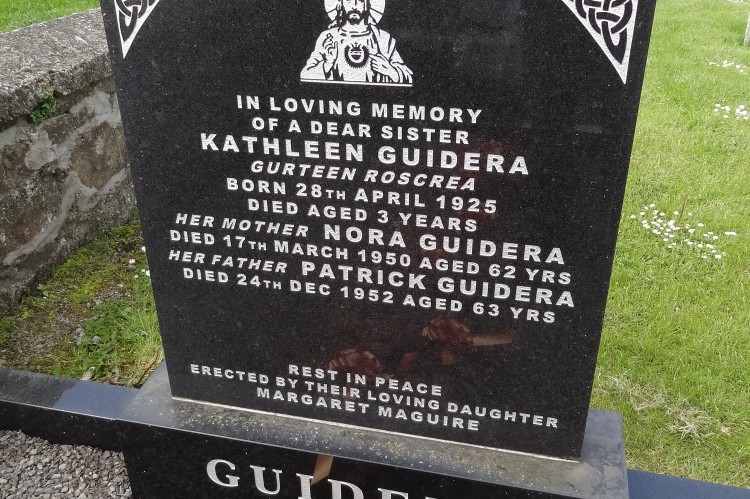 IN LOVING MEMORY
OF A DEAR SISTER
KATHLEEN GUIDERA
GURTEEN ROSCREA
BORN 28TH APRIL 1925
DIED AGED 3 YEARS
HER MOTHER NORA GUIDERA
DIED 17TH MARCH 1950 AGED 62 YRS
HER FATHER PATRICK GUIDERA
DIED 24TH DEC 1952 AGED 63 YRS
REST IN PEACE
ERECTED BY THEIR LOVING DAUGHTER
MARGARET MAGUIRE